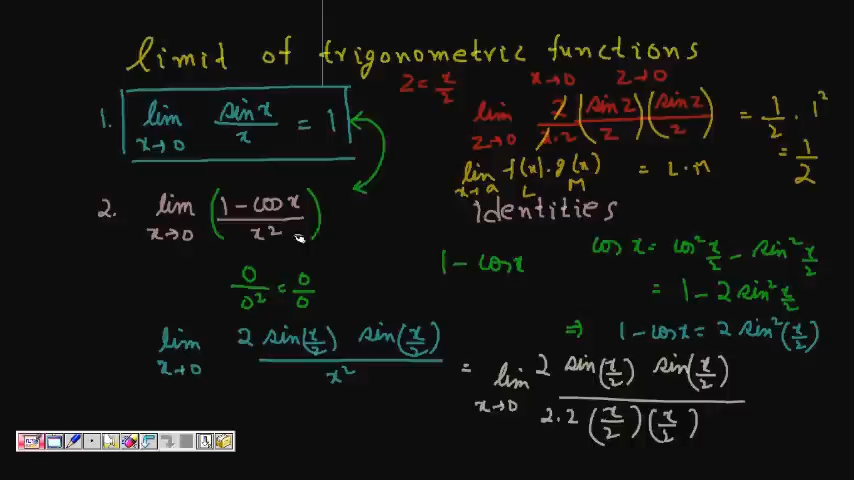 limit of trigonometric functions
1. lim x→0 sin x / x = 1
2. lim x→0 ( 1 - cos x / x² )
0/0² = 0/0
lim x→0 2 sin(x/2) sin(x/2) / x²
= lim x→0 2 sin(x/2) sin(x/2) / 2.2 (x/2)(x/2)
z = x/2 x→0 z→0
lim z→0 2/2·2 (sin z / z)(sin z / z) = 1/2 . 1²
= 1/2
lim x→a f(x) . g(x) = L . M
L M
Identities
1 - cos x
cos x = cos² x/2 - sin² x/2
= 1 - 2 sin² x/2
⇒ 1 - cos x = 2 sin² (x/2)